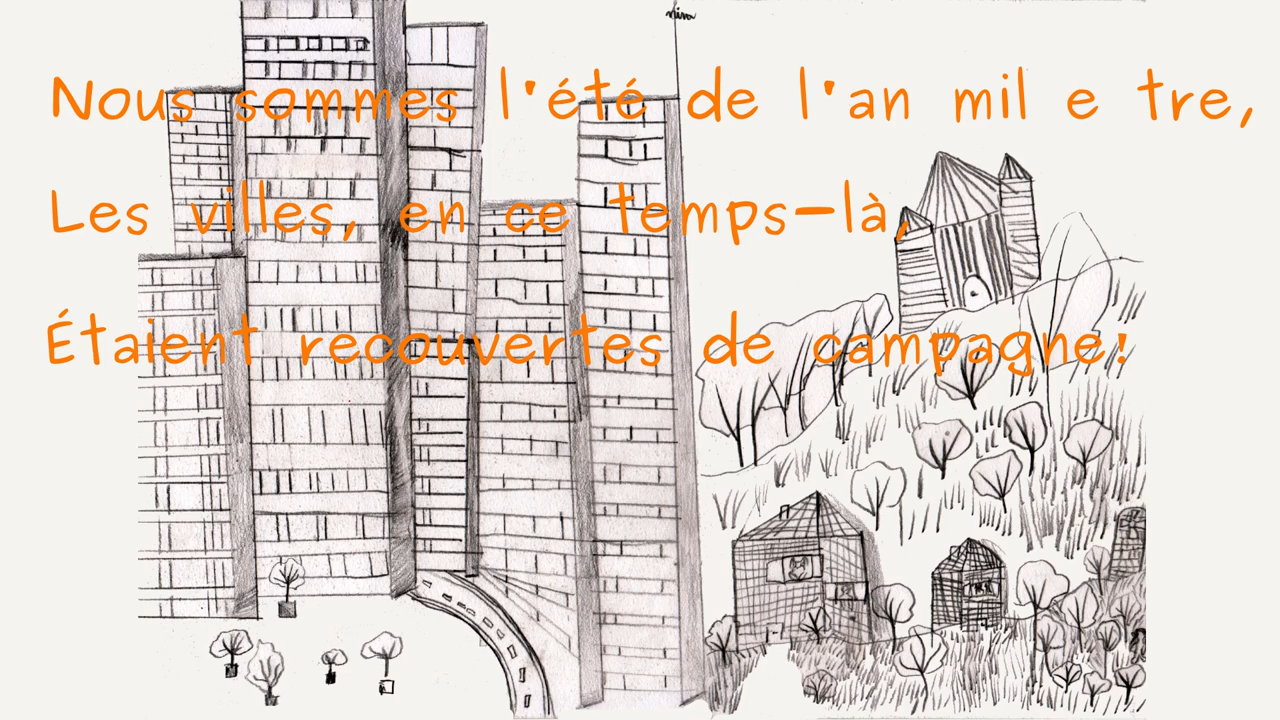 Nous sommes l'été de l'an mil e tre,
Les villes, en ce temps-là,
Étaient recouvertes de campagne!